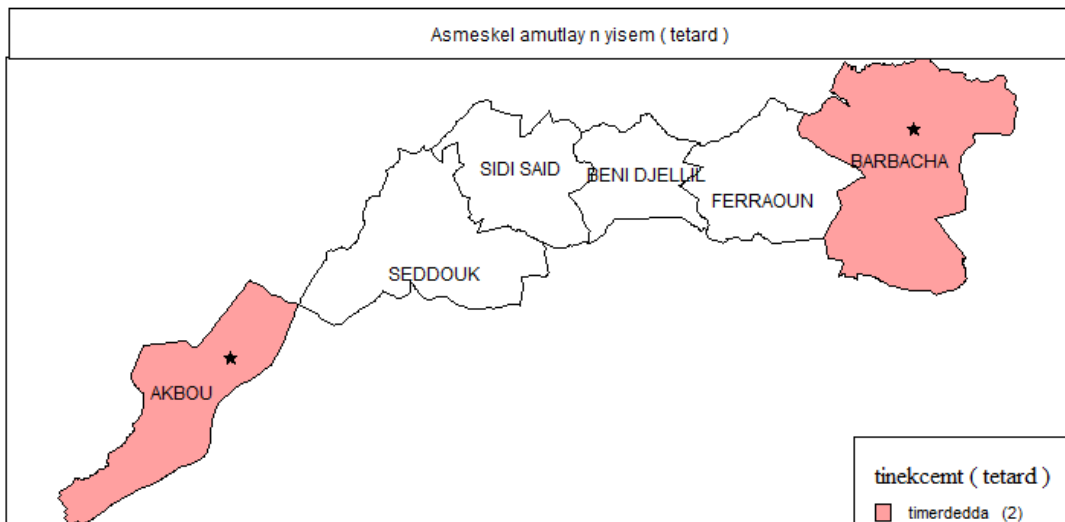 Asmeskel amutlay n yisem ( tetard )
BARBACHA
SIDI SAID
BENI DJELLIL
FERRAOUN
SEDDOUK
AKBOU
tinekcemt ( tetard )
timerdedda (2)